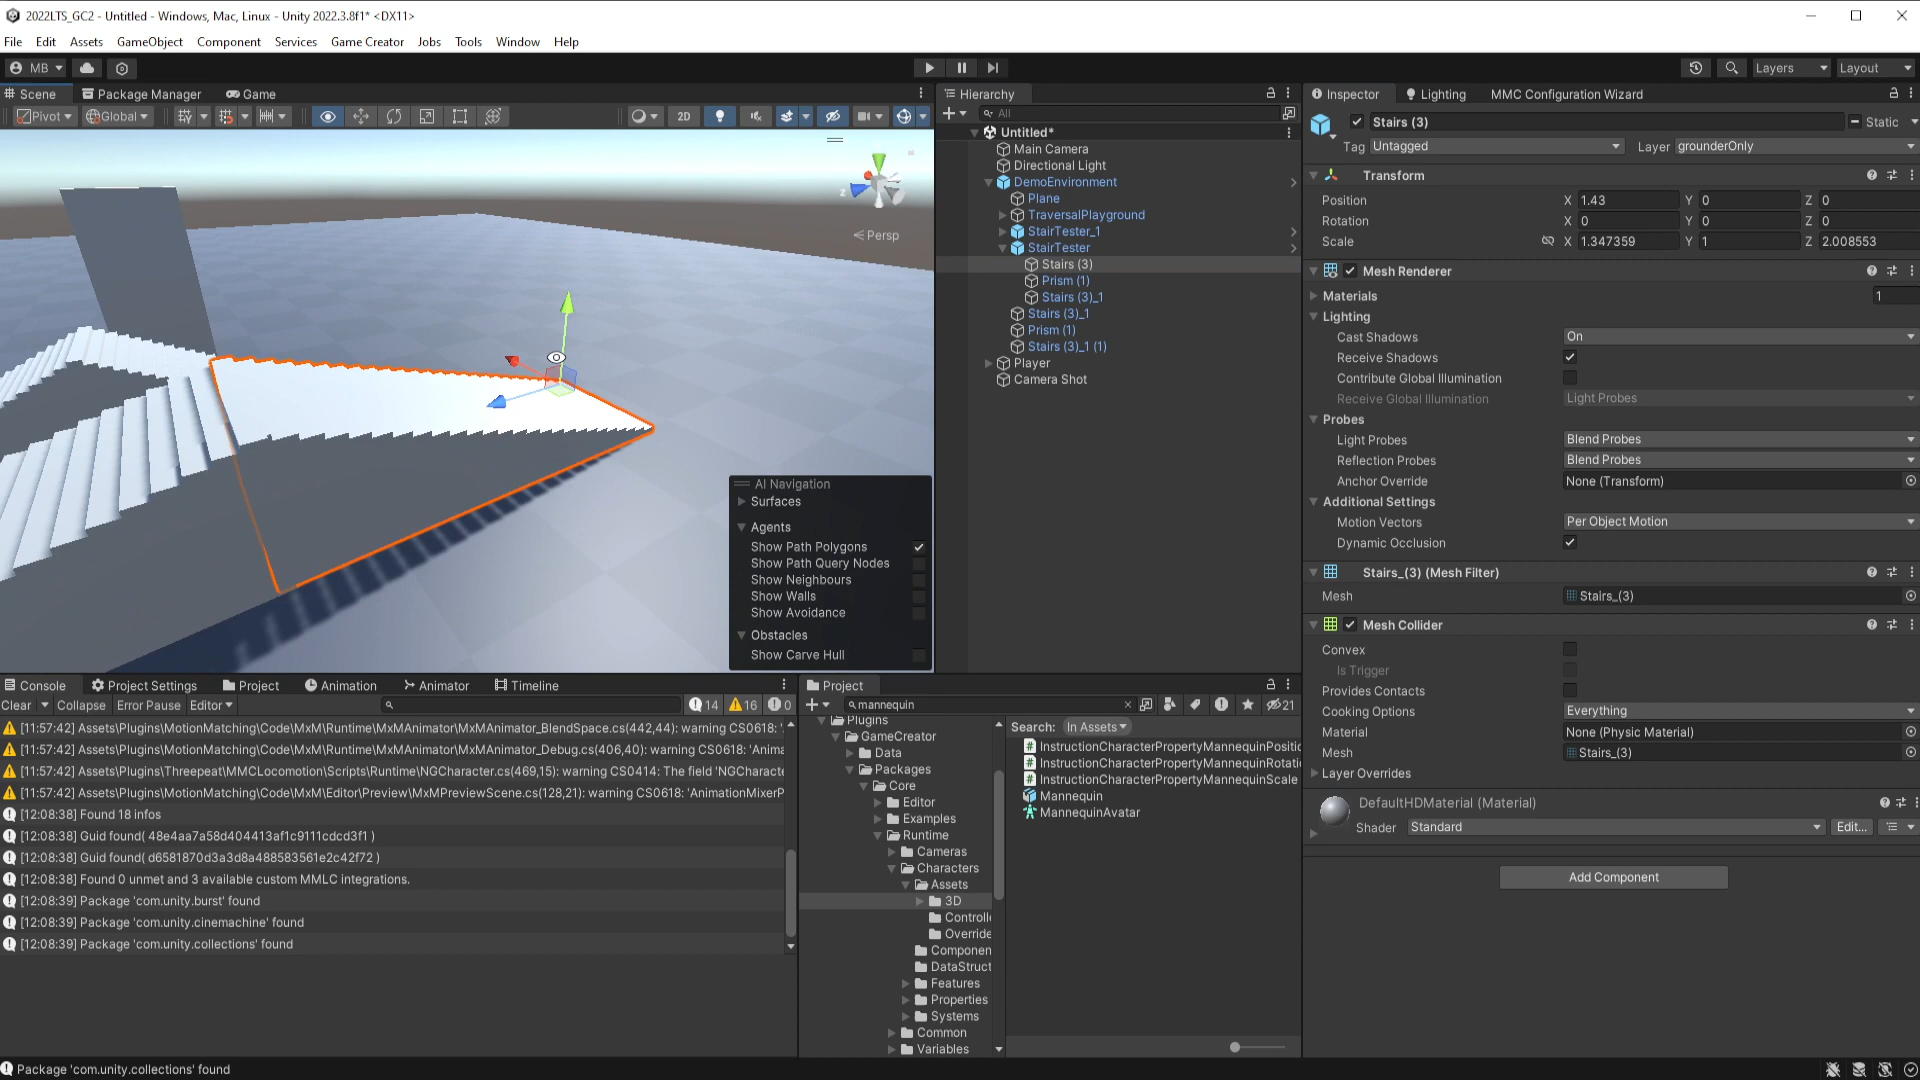 2022LTS_GC2 - Untitled - Windows, Mac, Linux - Unity 2022.3.8f1* <DX11>
File Edit Assets GameObject Component Services Game Creator Jobs Tools Window Help
MB
Layers
Layout
Scene
Package Manager
Game
Pivot
Global
2D
z
Persp
AI Navigation
Surfaces
Agents
Show Path Polygons
Show Path Query Nodes
Show Neighbours
Show Walls
Show Avoidance
Obstacles
Show Carve Hull
Hierarchy
All
Untitled*
Main Camera
Directional Light
DemoEnvironment
Plane
TraversalPlayground
StairTester_1
StairTester
Stairs (3)
Prism (1)
Stairs (3)_1
Stairs (3)_1
Prism (1)
Stairs (3)_1 (1)
Player
Camera Shot
Inspector
Lighting
MMC Configuration Wizard
Stairs (3)
Static
Tag Untagged
Layer grounderOnly
Transform
Position X 1.43 Y 0 Z 0
Rotation X 0 Y 0 Z 0
Scale X 1.347359 Y 1 Z 2.008553
Mesh Renderer
Materials 1
Lighting
Cast Shadows On
Receive Shadows
Contribute Global Illumination
Receive Global Illumination Light Probes
Probes
Light Probes Blend Probes
Reflection Probes Blend Probes
Anchor Override None (Transform)
Additional Settings
Motion Vectors Per Object Motion
Dynamic Occlusion
Stairs_(3) (Mesh Filter)
Mesh Stairs_(3)
Mesh Collider
Convex
Is Trigger
Provides Contacts
Cooking Options Everything
Material None (Physic Material)
Mesh Stairs_(3)
Layer Overrides
DefaultHDMaterial (Material)
Shader Standard Edit...
Add Component
Console
Project Settings
Project
Animation
Animator
Timeline
Clear Collapse Error Pause Editor 14 16 0
[11:57:42] Assets\Plugins\MotionMatching\Code\MxM\Runtime\MxMAnimator\MxMAnimator_BlendSpace.cs(442,44): warning CS0618: '
[11:57:42] Assets\Plugins\MotionMatching\Code\MxM\Runtime\MxMAnimator\MxMAnimator_Debug.cs(406,40): warning CS0618: 'Anima
[11:57:42] Assets\Plugins\Threepeat\MMCLocomotion\Scripts\Runtime\NGCharacter.cs(469,15): warning CS0414: The field 'NGCharacte
[11:57:42] Assets\Plugins\MotionMatching\Code\MxM\Editor\Preview\MxMPreviewScene.cs(128,21): warning CS0618: 'AnimationMixerP
[12:08:38] Found 18 infos
[12:08:38] Guid found( 48e4aa7a58d404413af1c9111cdcd3f1 )
[12:08:38] Guid found( d6581870d3a3d8a488583561e2c42f72 )
[12:08:38] Found 0 unmet and 3 available custom MMLC integrations.
[12:08:39] Package 'com.unity.burst' found
[12:08:39] Package 'com.unity.cinemachine' found
[12:08:39] Package 'com.unity.collections' found
Project
mannequin
21
Plugins
GameCreator
Data
Packages
Core
Editor
Examples
Runtime
Cameras
Characters
Assets
3D
Controlle
Override
Componen
DataStruct
Features
Properties
Systems
Common
Variables
Search: In Assets
InstructionCharacterPropertyMannequinPositio
InstructionCharacterPropertyMannequinRotatio
InstructionCharacterPropertyMannequinScale
Mannequin
MannequinAvatar
Package 'com.unity.collections' found